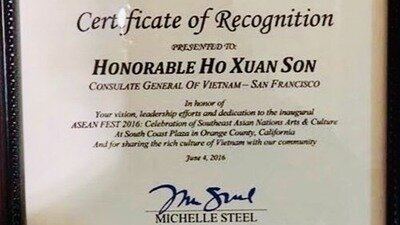 Certificate of Recognition
PRESENTED TO:
HONORABLE HO XUAN SON
CONSULATE GENERAL OF VIETNAM– SAN FRANCISCO
In honor of
Your vision, leadership efforts and dedication to the inaugural
ASEAN FEST 2016: Celebration of Southeast Asian Nations Arts & Culture
At South Coast Plaza in Orange County, California
And for sharing the rich culture of Vietnam with our community
June 4, 2016
MICHELLE STEEL